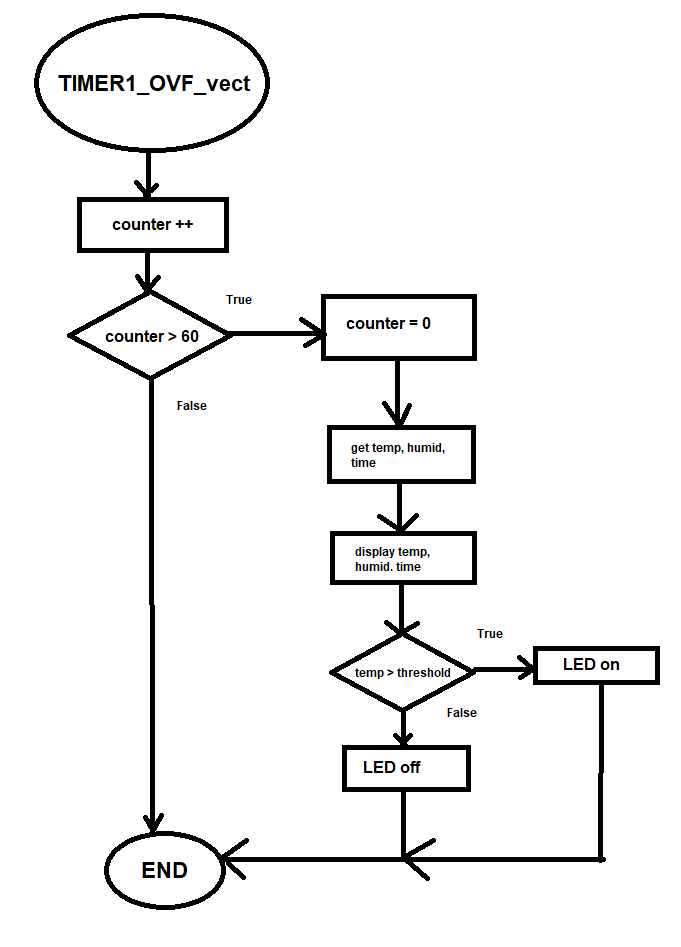 TIMER1_OVF_vect
counter ++
counter > 60
True
counter = 0
False
get temp, humid,
time
display temp,
humid. time
temp > threshold
True
LED on
False
LED off
END